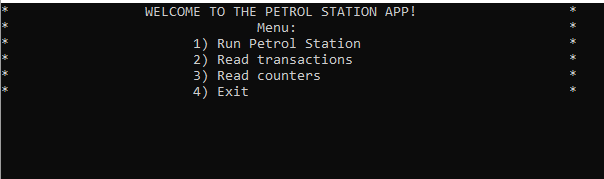 * WELCOME TO THE PETROL STATION APP! *
* Menu: *
* 1) Run Petrol Station *
* 2) Read transactions *
* 3) Read counters *
* 4) Exit *